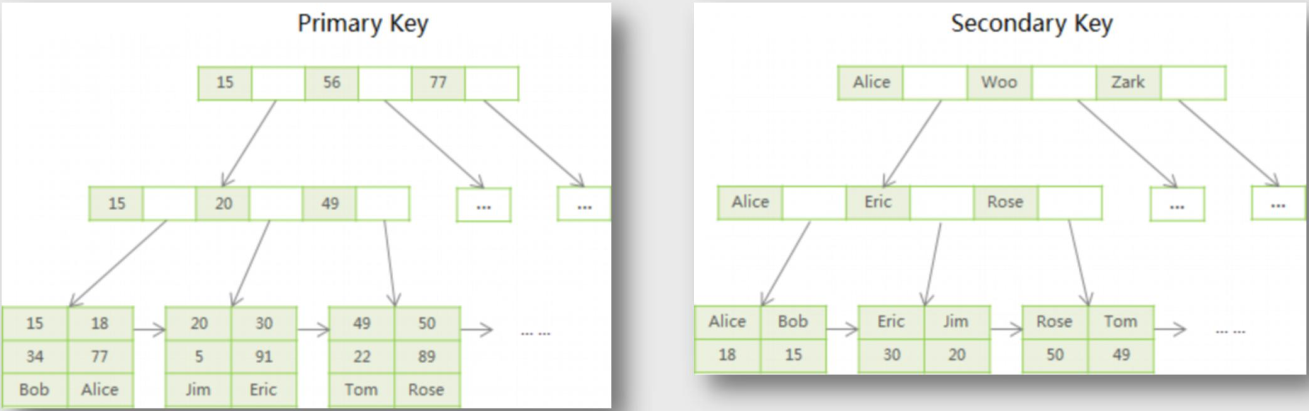 Primary Key
15 56 77
15 20 49 ... ...
15 18 20 30 49 50 ... ...
34 77 5 91 22 89
Bob Alice Jim Eric Tom Rose
Secondary Key
Alice Woo Zark
Alice Eric Rose ... ...
Alice Bob Eric Jim Rose Tom ... ...
18 15 30 20 50 49